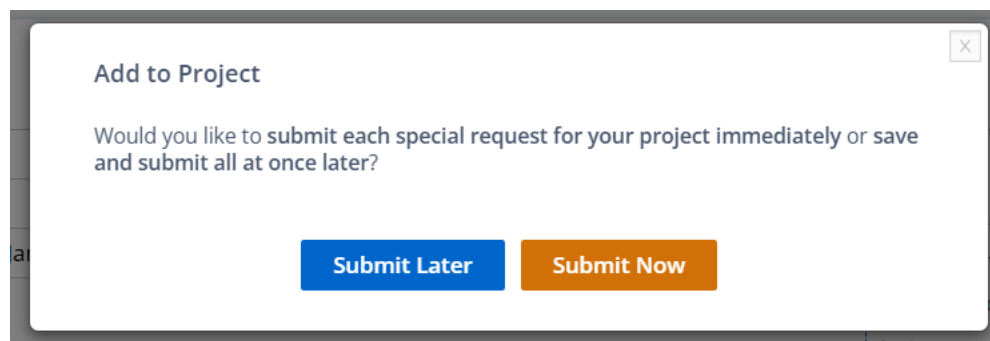 X
Add to Project
Would you like to submit each special request for your project immediately or save
and submit all at once later?
Submit Later
Submit Now